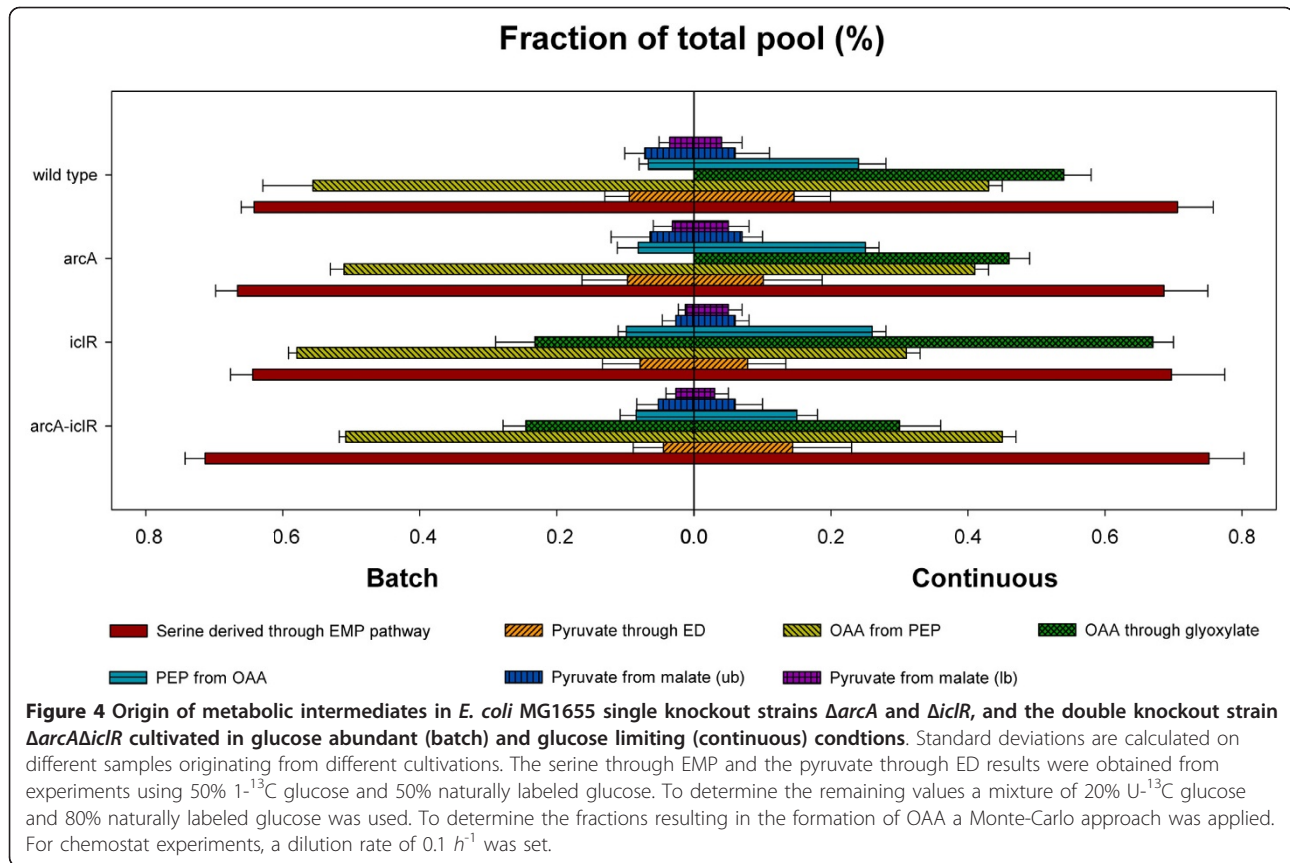 Fraction of total pool (%)
wild type
arcA
iclR
arcA-iclR
0.8 0.6 0.4 0.2 0.0 0.2 0.4 0.6 0.8
Batch Continuous
Serine derived through EMP pathway Pyruvate through ED OAA from PEP OAA through glyoxylate
PEP from OAA Pyruvate from malate (ub) Pyruvate from malate (lb)
Figure 4 Origin of metabolic intermediates in E. coli MG1655 single knockout strains ΔarcA and ΔiclR, and the double knockout strain
ΔarcAΔiclR cultivated in glucose abundant (batch) and glucose limiting (continuous) condtions. Standard deviations are calculated on
different samples originating from different cultivations. The serine through EMP and the pyruvate through ED results were obtained from
experiments using 50% 1-¹³C glucose and 50% naturally labeled glucose. To determine the remaining values a mixture of 20% U-¹³C glucose
and 80% naturally labeled glucose was used. To determine the fractions resulting in the formation of OAA a Monte-Carlo approach was applied.
For chemostat experiments, a dilution rate of 0.1 h⁻¹ was set.